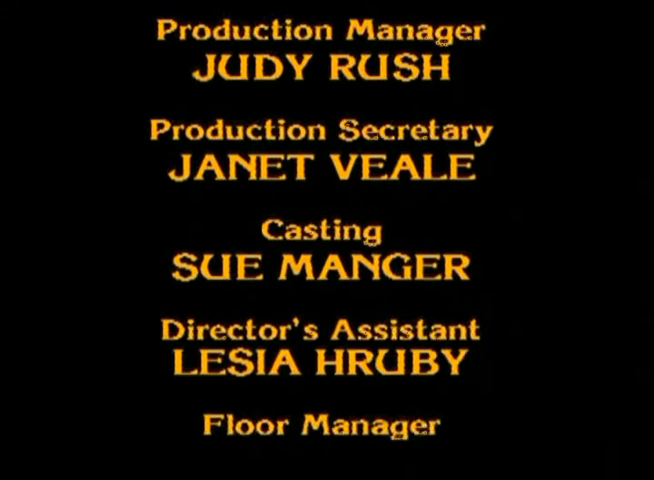 Production Manager
JUDY RUSH
Production Secretary
JANET VEALE
Casting
SUE MANGER
Director's Assistant
LESIA HRUBY
Floor Manager